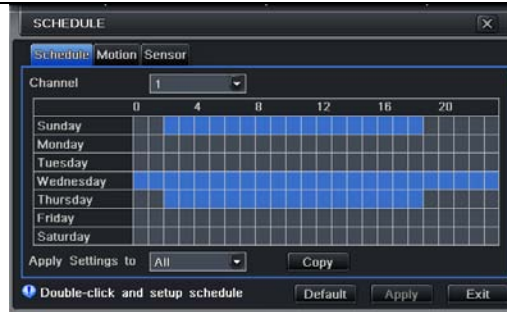 SCHEDULE X
Schedule Motion Sensor
Channel 1
0 4 8 12 16 20
Sunday
Monday
Tuesday
Wednesday
Thursday
Friday
Saturday
Apply Settings to All Copy
Double-click and setup schedule Default Apply Exit